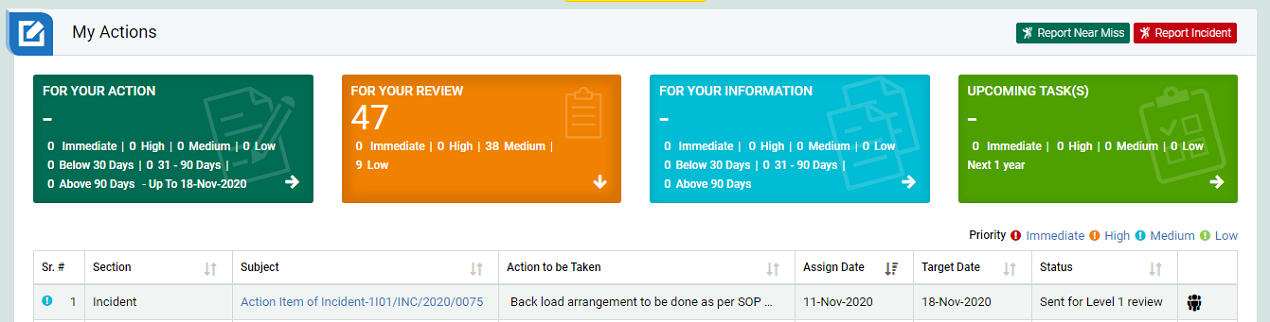 My Actions
Report Near Miss
Report Incident
FOR YOUR ACTION
-
0 Immediate | 0 High | 0 Medium | 0 Low
0 Below 30 Days | 0 31 - 90 Days |
0 Above 90 Days - Up To 18-Nov-2020
FOR YOUR REVIEW
47
0 Immediate | 0 High | 38 Medium |
9 Low
FOR YOUR INFORMATION
-
0 Immediate | 0 High | 0 Medium | 0 Low
0 Below 30 Days | 0 31 - 90 Days |
0 Above 90 Days
UPCOMING TASK(S)
-
0 Immediate | 0 High | 0 Medium | 0 Low
Next 1 year
Priority Immediate High Medium Low
Sr. # Section Subject Action to be Taken Assign Date Target Date Status
1 Incident Action Item of Incident-1I01/INC/2020/0075 Back load arrangement to be done as per SOP ... 11-Nov-2020 18-Nov-2020 Sent for Level 1 review